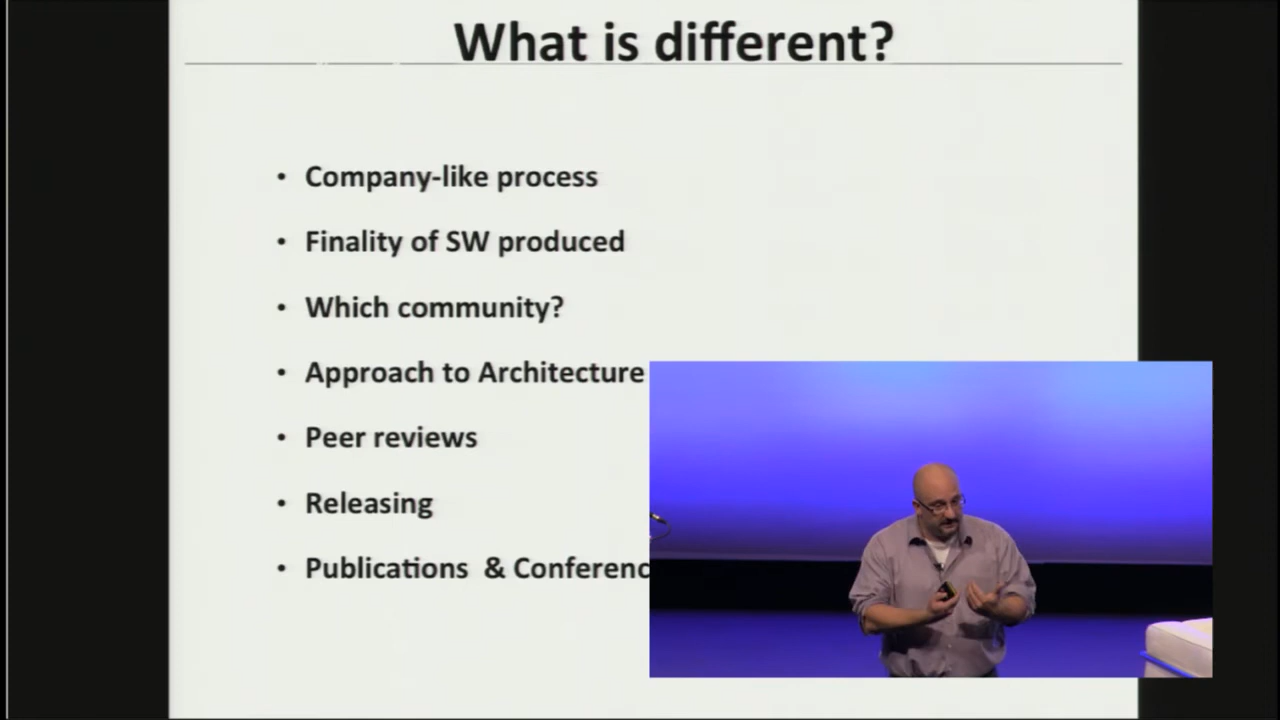 What is different?
• Company-like process
• Finality of SW produced
• Which community?
• Approach to Architecture
• Peer reviews
• Releasing
• Publications & Conferenc